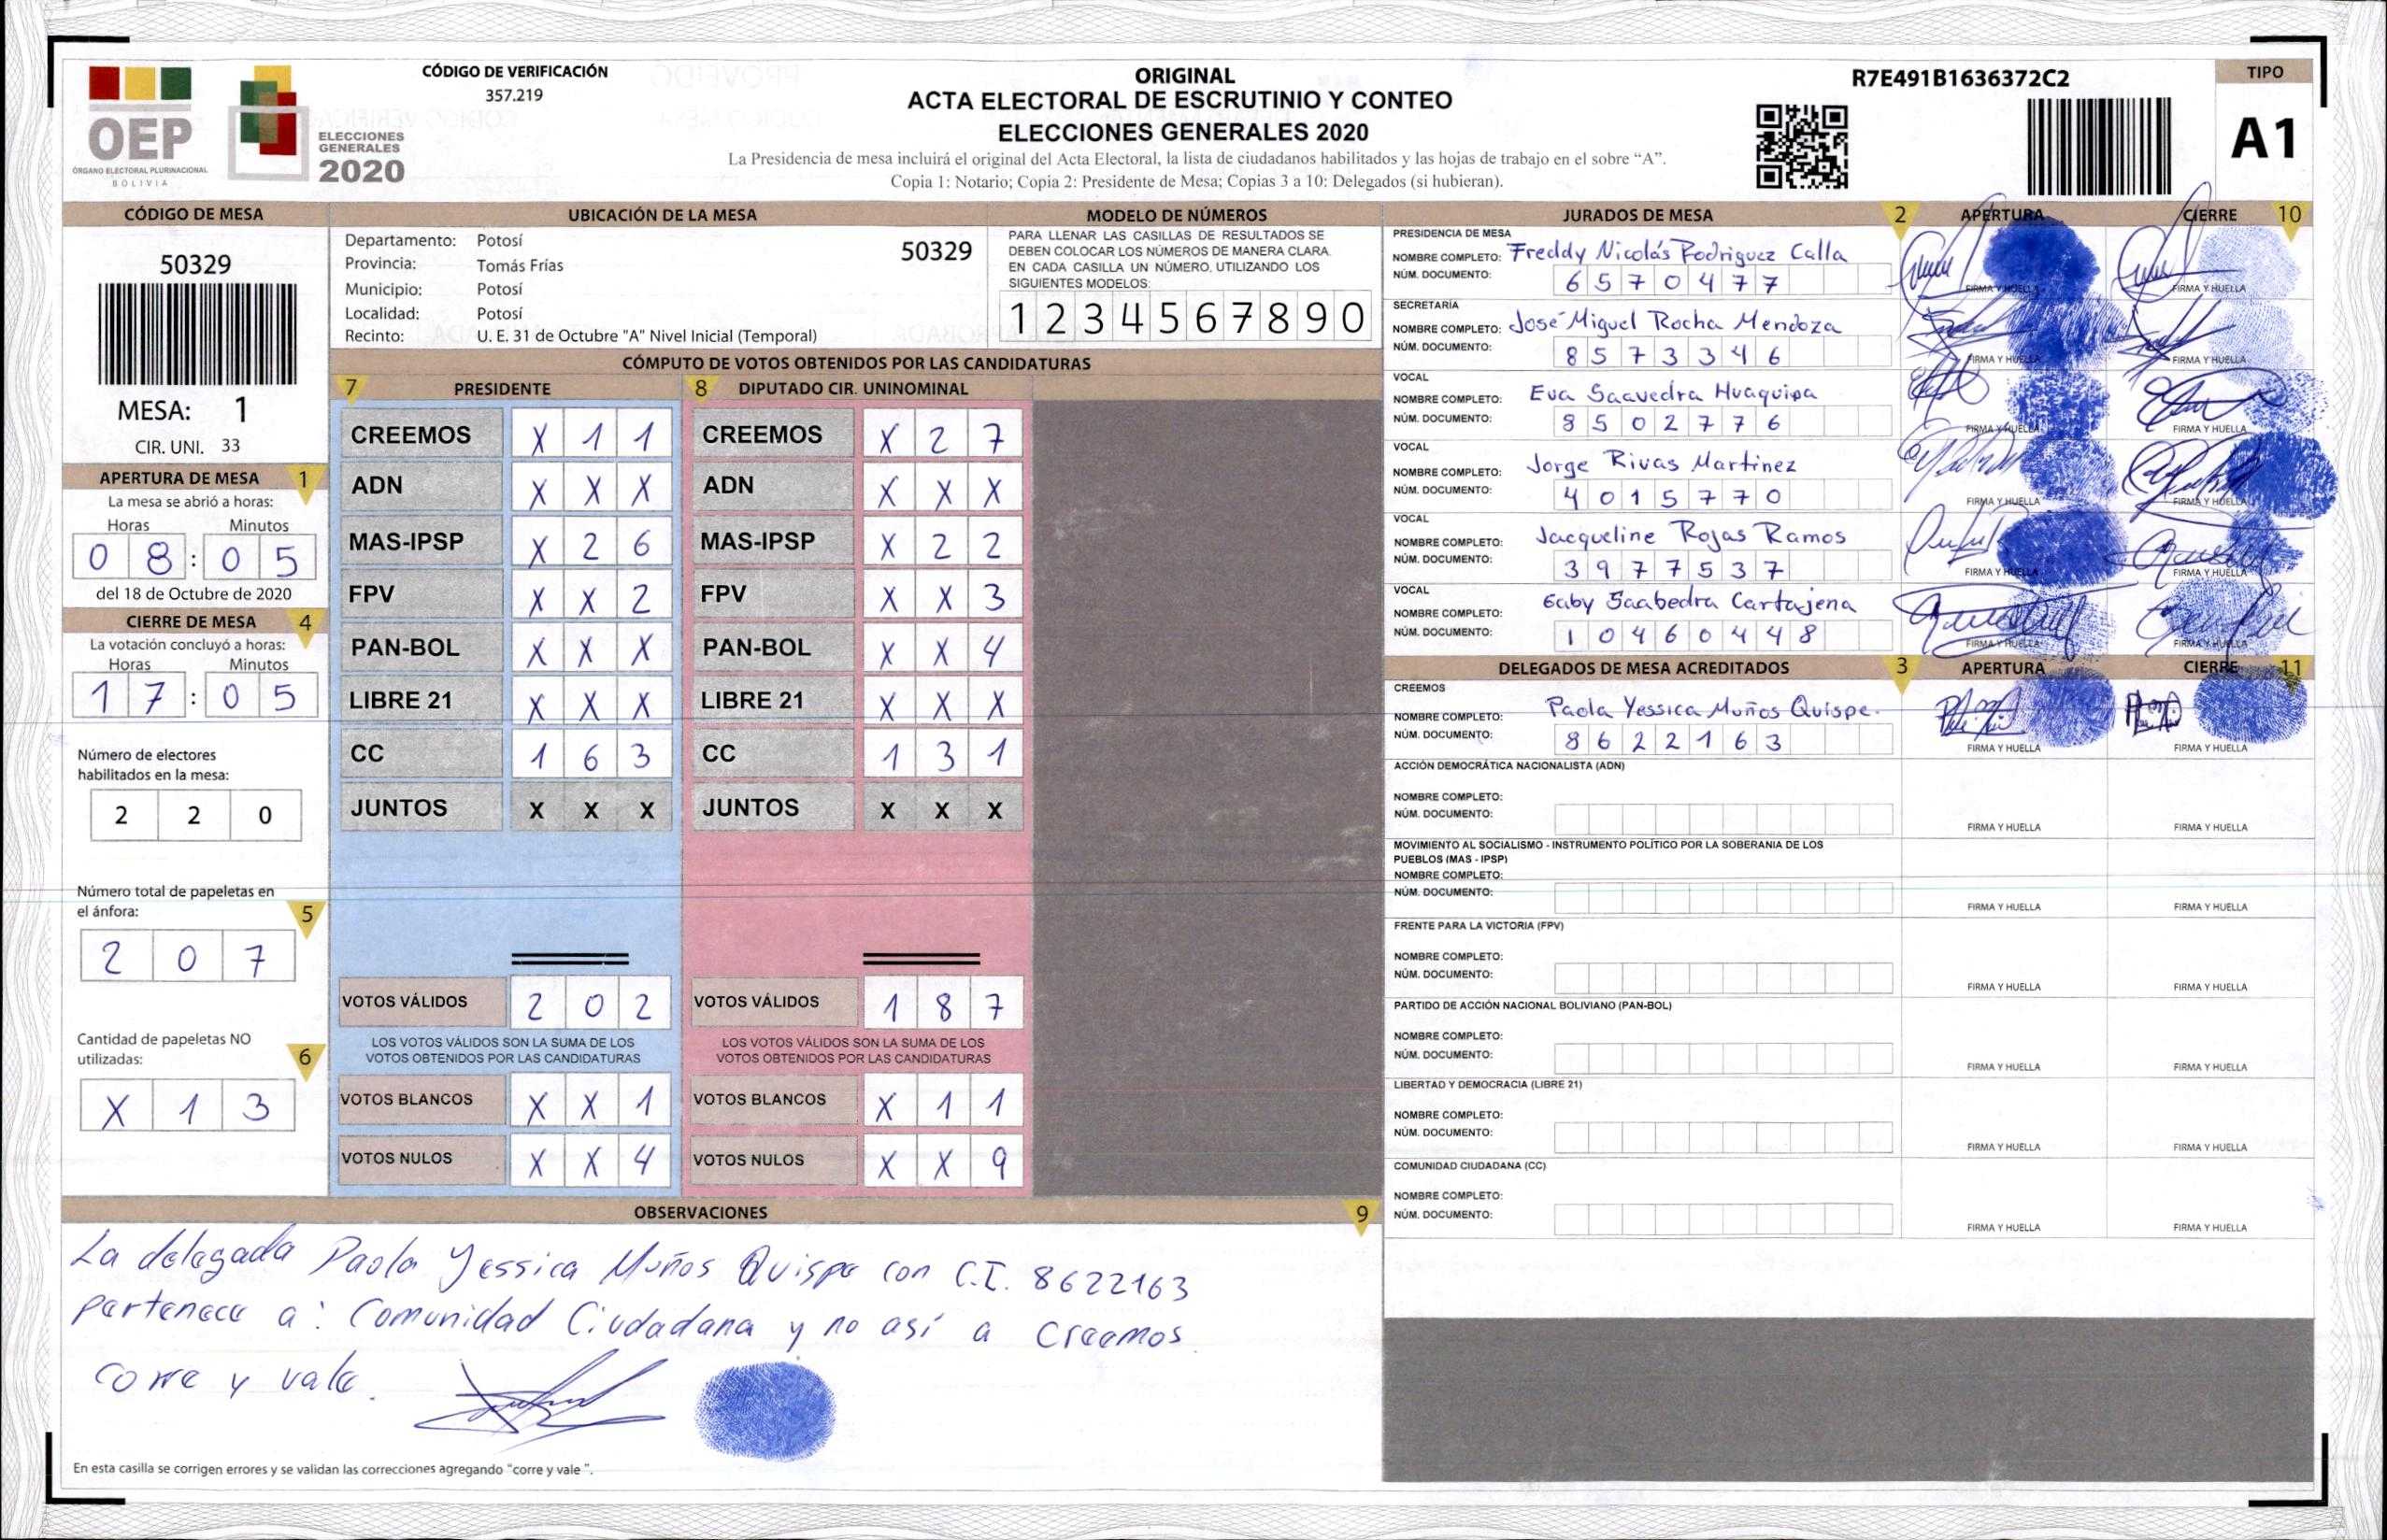 CÓDIGO DE VERIFICACIÓN
357.219
OEP
ÓRGANO ELECTORAL PLURINACIONAL
BOLIVIA
ELECCIONES
GENERALES
2020
ORIGINAL
ACTA ELECTORAL DE ESCRUTINIO Y CONTEO
ELECCIONES GENERALES 2020
La Presidencia de mesa incluirá el original del Acta Electoral, la lista de ciudadanos habilitados y las hojas de trabajo en el sobre “A”.
Copia 1: Notario; Copia 2: Presidente de Mesa; Copias 3 a 10: Delegados (si hubieran).
R7E491B1636372C2
TIPO
A1
CÓDIGO DE MESA
50329
MESA: 1
CIR. UNI. 33
APERTURA DE MESA 1
La mesa se abrió a horas:
Horas Minutos
0 8 : 0 5
del 18 de Octubre de 2020
CIERRE DE MESA 4
La votación concluyó a horas:
Horas Minutos
1 7 : 0 5
Número de electores
habilitados en la mesa:
2 2 0
Número total de papeletas en
el ánfora: 5
2 0 7
Cantidad de papeletas NO
utilizadas: 6
X 1 3
UBICACIÓN DE LA MESA
Departamento: Potosí 50329
Provincia: Tomás Frías
Municipio: Potosí
Localidad: Potosí
Recinto: U. E. 31 de Octubre "A" Nivel Inicial (Temporal)
MODELO DE NÚMEROS
PARA LLENAR LAS CASILLAS DE RESULTADOS SE
DEBEN COLOCAR LOS NÚMEROS DE MANERA CLARA.
EN CADA CASILLA UN NÚMERO, UTILIZANDO LOS
SIGUIENTES MODELOS:
1 2 3 4 5 6 7 8 9 0
CÓMPUTO DE VOTOS OBTENIDOS POR LAS CANDIDATURAS
7 PRESIDENTE
CREEMOS X 1 1
ADN X X X
MAS-IPSP X 2 6
FPV X X 2
PAN-BOL X X X
LIBRE 21 X X X
CC 1 6 3
JUNTOS X X X
VOTOS VÁLIDOS 2 0 2
LOS VOTOS VÁLIDOS SON LA SUMA DE LOS
VOTOS OBTENIDOS POR LAS CANDIDATURAS
VOTOS BLANCOS X X 1
VOTOS NULOS X X 4
8 DIPUTADO CIR. UNINOMINAL
CREEMOS X 2 7
ADN X X X
MAS-IPSP X 2 2
FPV X X 3
PAN-BOL X X 4
LIBRE 21 X X X
CC 1 3 1
JUNTOS X X X
VOTOS VÁLIDOS 1 8 7
LOS VOTOS VÁLIDOS SON LA SUMA DE LOS
VOTOS OBTENIDOS POR LAS CANDIDATURAS
VOTOS BLANCOS X 1 1
VOTOS NULOS X X 9
OBSERVACIONES 9
La delegada Paola Yessica Muños Quispe con C.I. 8622163
pertenece a: Comunidad Ciudadana y no así a Creemos
corre y vale.
En esta casilla se corrigen errores y se validan las correcciones agregando “corre y vale ”.
JURADOS DE MESA 2 APERTURA CIERRE 10
PRESIDENCIA DE MESA
NOMBRE COMPLETO: Freddy Nicolás Rodriguez Calla
NÚM. DOCUMENTO: 6 5 7 0 4 7 7
FIRMA Y HUELLA FIRMA Y HUELLA
SECRETARÍA
NOMBRE COMPLETO: José Miguel Rocha Mendoza
NÚM. DOCUMENTO: 8 5 7 3 3 4 6
FIRMA Y HUELLA FIRMA Y HUELLA
VOCAL
NOMBRE COMPLETO: Eva Saavedra Huaquipa
NÚM. DOCUMENTO: 8 5 0 2 7 7 6
FIRMA Y HUELLA FIRMA Y HUELLA
VOCAL
NOMBRE COMPLETO: Jorge Rivas Martinez
NÚM. DOCUMENTO: 4 0 1 5 7 7 0
FIRMA Y HUELLA FIRMA Y HUELLA
VOCAL
NOMBRE COMPLETO: Jacqueline Rojas Ramos
NÚM. DOCUMENTO: 3 9 7 7 5 3 7
FIRMA Y HUELLA FIRMA Y HUELLA
VOCAL
NOMBRE COMPLETO: Gaby Saabedra Cartajena
NÚM. DOCUMENTO: 1 0 4 6 0 4 4 8
FIRMA Y HUELLA FIRMA Y HUELLA
DELEGADOS DE MESA ACREDITADOS 3 APERTURA CIERRE 11
CREEMOS
NOMBRE COMPLETO: Paola Yessica Muños Quispe.
NÚM. DOCUMENTO: 8 6 2 2 1 6 3
FIRMA Y HUELLA FIRMA Y HUELLA
ACCIÓN DEMOCRÁTICA NACIONALISTA (ADN)
NOMBRE COMPLETO:
NÚM. DOCUMENTO:
FIRMA Y HUELLA FIRMA Y HUELLA
MOVIMIENTO AL SOCIALISMO - INSTRUMENTO POLÍTICO POR LA SOBERANIA DE LOS
PUEBLOS (MAS - IPSP)
NOMBRE COMPLETO:
NÚM. DOCUMENTO:
FIRMA Y HUELLA FIRMA Y HUELLA
FRENTE PARA LA VICTORIA (FPV)
NOMBRE COMPLETO:
NÚM. DOCUMENTO:
FIRMA Y HUELLA FIRMA Y HUELLA
PARTIDO DE ACCIÓN NACIONAL BOLIVIANO (PAN-BOL)
NOMBRE COMPLETO:
NÚM. DOCUMENTO:
FIRMA Y HUELLA FIRMA Y HUELLA
LIBERTAD Y DEMOCRACIA (LIBRE 21)
NOMBRE COMPLETO:
NÚM. DOCUMENTO:
FIRMA Y HUELLA FIRMA Y HUELLA
COMUNIDAD CIUDADANA (CC)
NOMBRE COMPLETO:
NÚM. DOCUMENTO:
FIRMA Y HUELLA FIRMA Y HUELLA